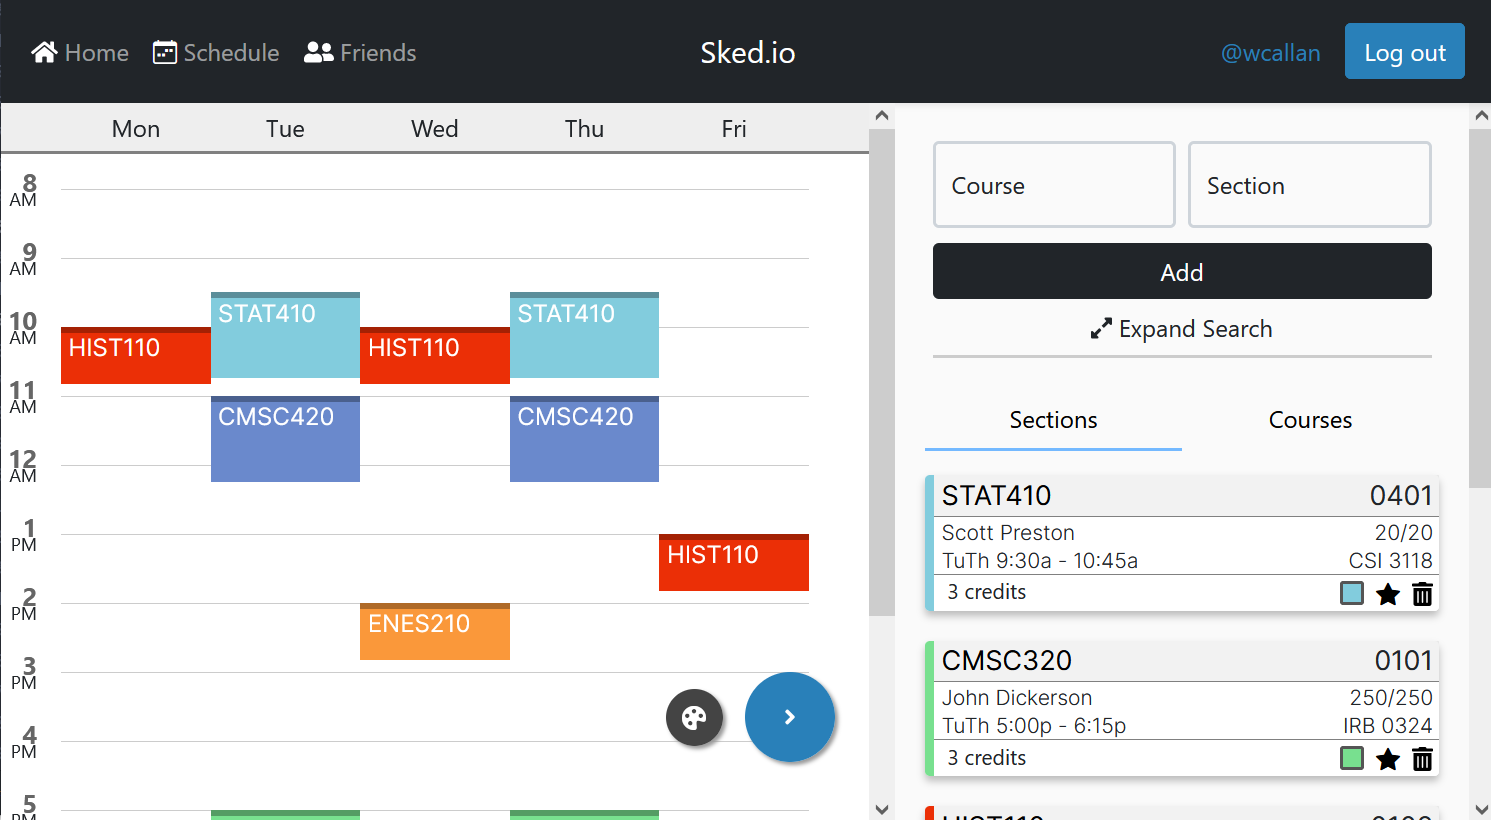 Home Schedule Friends Sked.io @wcallan Log out
Mon Tue Wed Thu Fri
8
AM
9
AM
10
AM
11
AM
12
AM
1
PM
2
PM
3
PM
4
PM
5
PM
STAT410 STAT410
HIST110 HIST110
CMSC420 CMSC420
HIST110
ENES210
Course Section
Add
Expand Search
Sections Courses
STAT410 0401
Scott Preston 20/20
TuTh 9:30a - 10:45a CSI 3118
3 credits
CMSC320 0101
John Dickerson 250/250
TuTh 5:00p - 6:15p IRB 0324
3 credits
HIST110